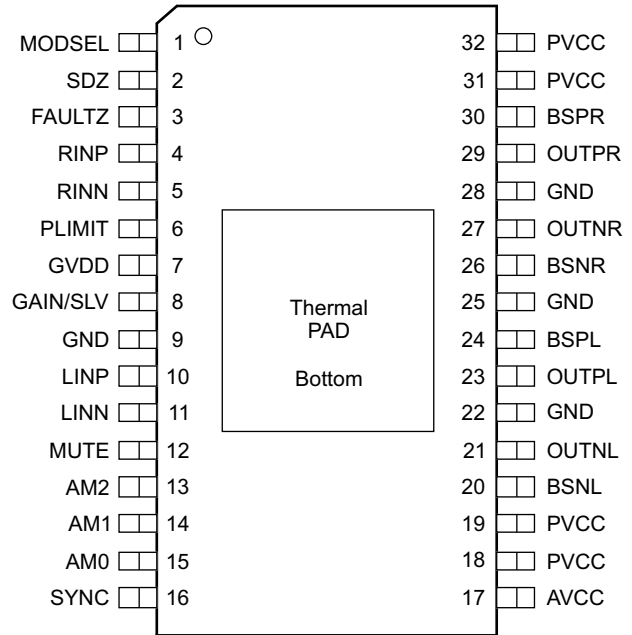 MODSEL 1 32 PVCC
SDZ 2 31 PVCC
FAULTZ 3 30 BSPR
RINP 4 29 OUTPR
RINN 5 28 GND
PLIMIT 6 27 OUTNR
GVDD 7 26 BSNR
GAIN/SLV 8 25 GND
GND 9 24 BSPL
LINP 10 23 OUTPL
LINN 11 22 GND
MUTE 12 21 OUTNL
AM2 13 20 BSNL
AM1 14 19 PVCC
AM0 15 18 PVCC
SYNC 16 17 AVCC
Thermal
PAD
Bottom